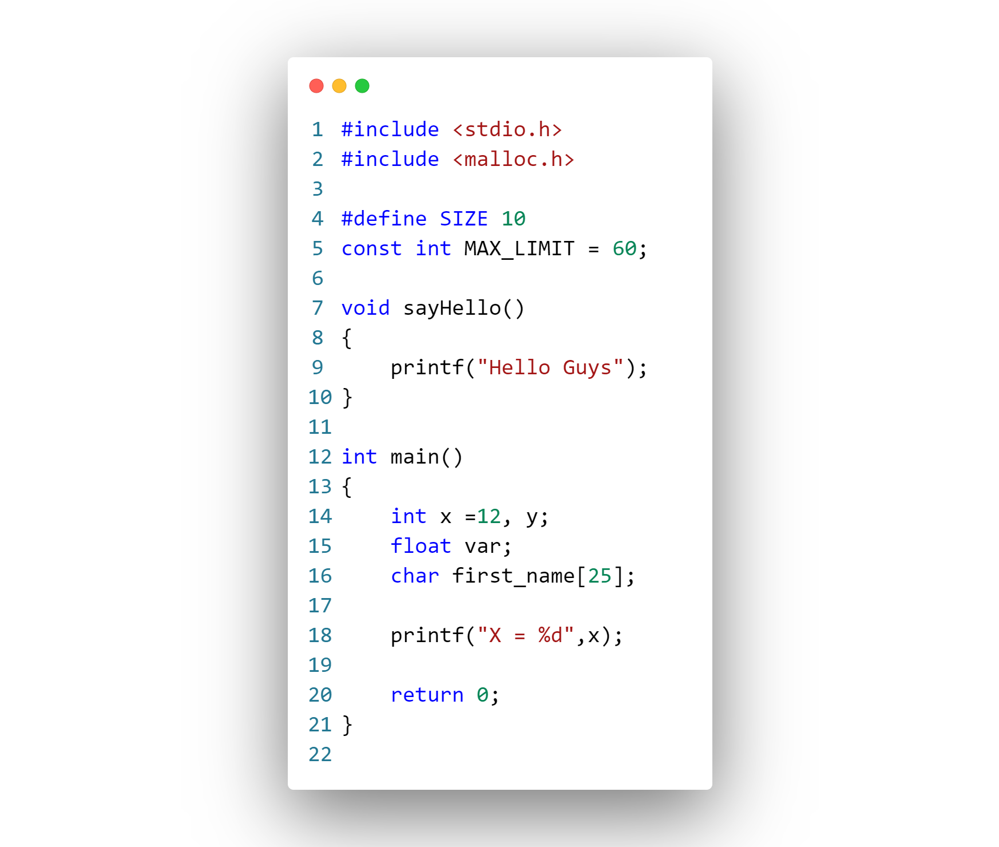 1 #include <stdio.h>
2 #include <malloc.h>
3
4 #define SIZE 10
5 const int MAX_LIMIT = 60;
6
7 void sayHello()
8 {
9     printf("Hello Guys");
10 }
11
12 int main()
13 {
14     int x =12, y;
15     float var;
16     char first_name[25];
17
18     printf("X = %d",x);
19
20     return 0;
21 }
22